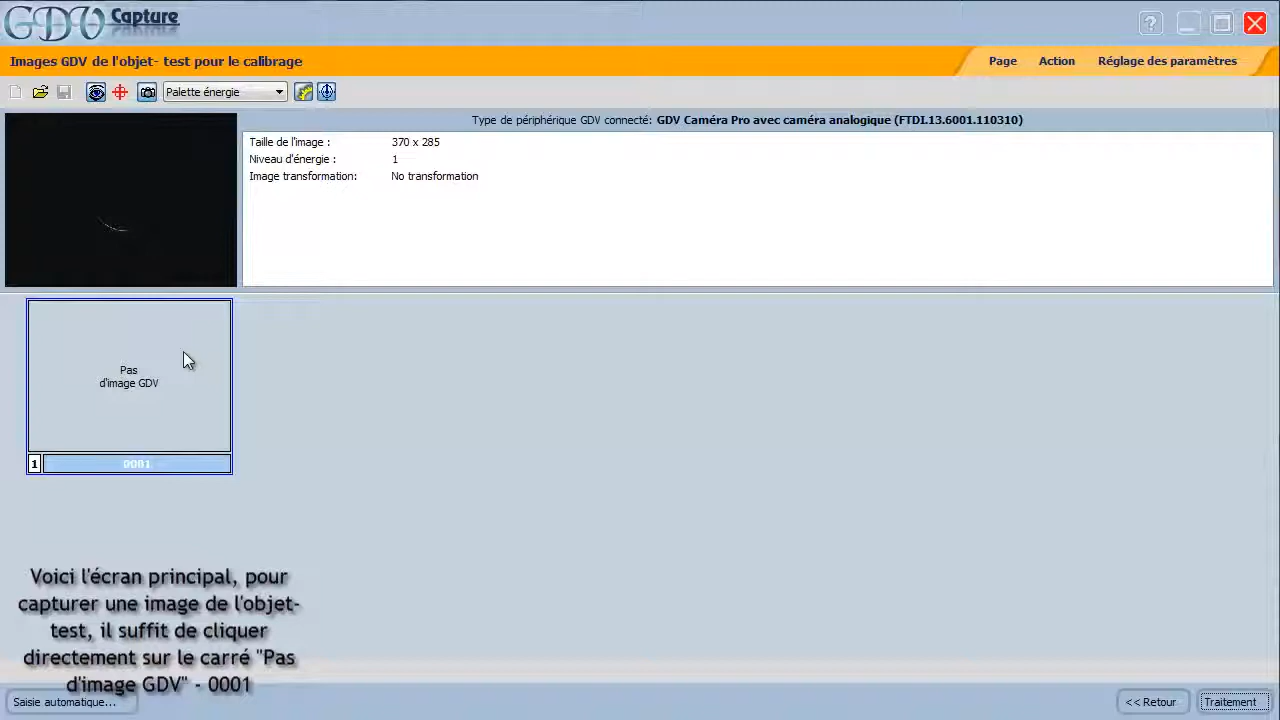 GDV Capture
Images GDV de l'objet- test pour le calibrage
Page Action Réglage des paramètres
Palette énergie
Type de périphérique GDV connecté: GDV Caméra Pro avec caméra analogique (FTDI.13.6001.110310)
Taille de l'image : 370 x 285
Niveau d'énergie : 1
Image transformation: No transformation
Pas
d'image GDV
1 0001
Voici l'écran principal, pour
capturer une image de l'objet-
test, il suffit de cliquer
directement sur le carré "Pas
d'image GDV" - 0001
Saisie automatique...
<< Retour Traitement